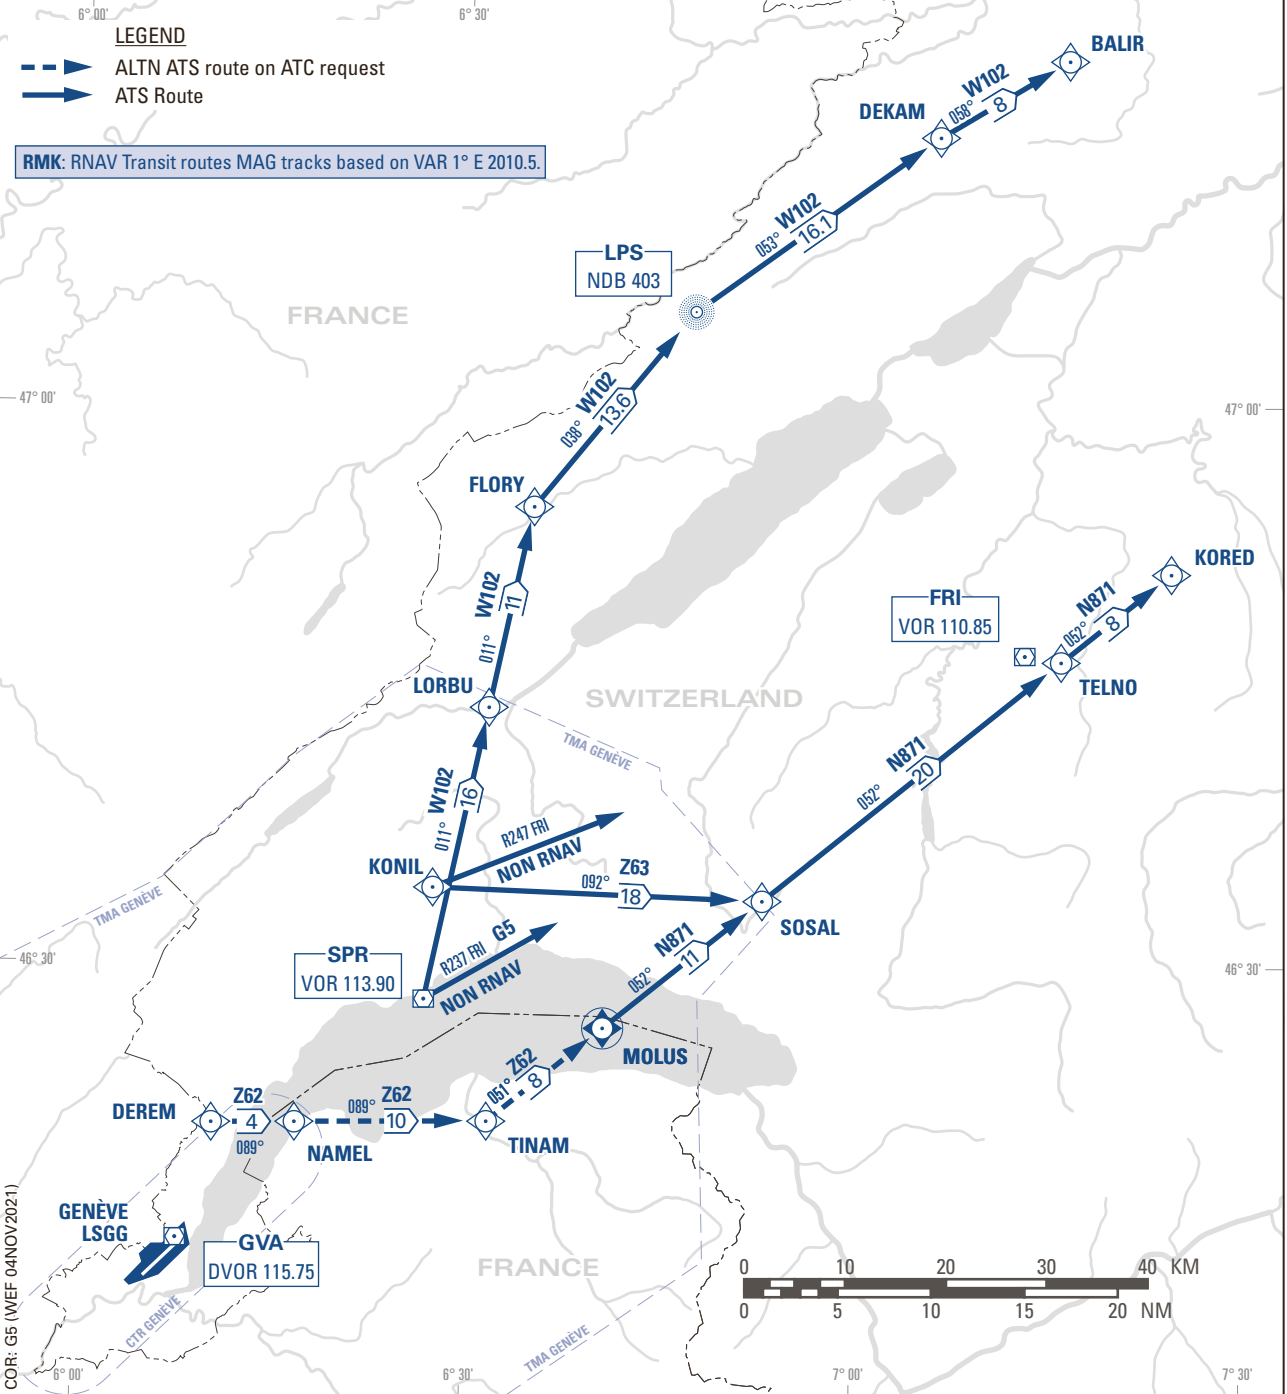 6° 00'
6° 30'
LEGEND
ALTN ATS route on ATC request
ATS Route
RMK: RNAV Transit routes MAG tracks based on VAR 1° E 2010.5.
BALIR
W102
058°
8
DEKAM
W102
053°
16.1
LPS
NDB 403
FRANCE
47° 00'
47° 00'
W102
038°
13.6
FLORY
KORED
W102
011°
11
N871
052°
8
FRI
VOR 110.85
TELNO
LORBU
SWITZERLAND
TMA GENÈVE
N871
052°
20
W102
011°
16
R247 FRI
NON RNAV
KONIL
Z63
092°
18
TMA GENÈVE
SOSAL
G5
R237 FRI
NON RNAV
N871
052°
11
SPR
VOR 113.90
46° 30'
46° 30'
MOLUS
Z62
051°
8
DEREM
Z62
4
089°
Z62
089°
10
NAMEL
TINAM
GENÈVE
LSGG
GVA
DVOR 115.75
FRANCE
0 10 20 30 40 KM
0 5 10 15 20 NM
CTR GENÈVE
TMA GENÈVE
COR: G5 (WEF 04NOV2021)
6° 00'
6° 30'
7° 00'
7° 30'